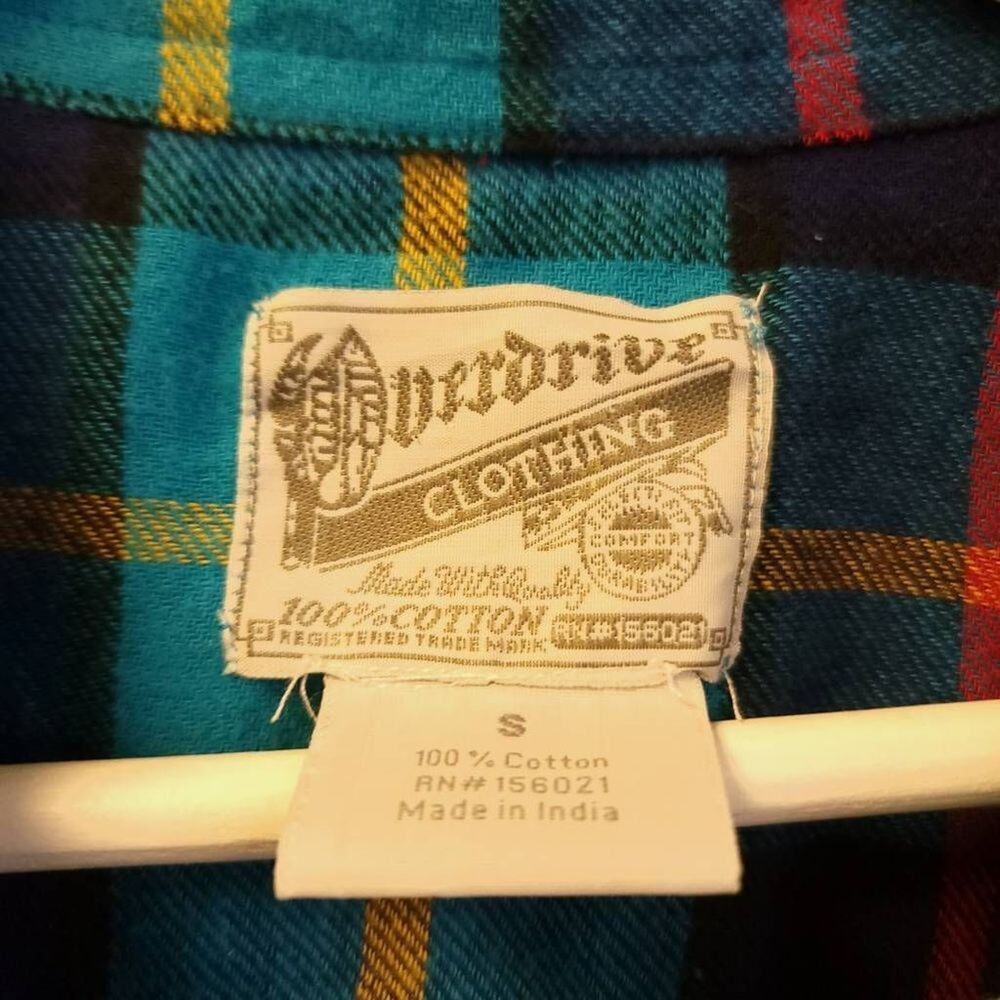 Overdrive
CLOTHING
COMFORT
Made With Quality
100% COTTON
REGISTERED TRADE MARK RN#156021
S
100 % Cotton
RN# 156021
Made in India